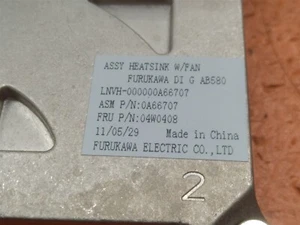 ASSY HEATSINK W/FAN
FURUKAWA DI G AB580
LNVH-000000A66707
ASM P/N:0A66707
FRU P/N:04W0408
11/05/29 Made in China
FURUKAWA ELECTRIC CO.,LTD
2